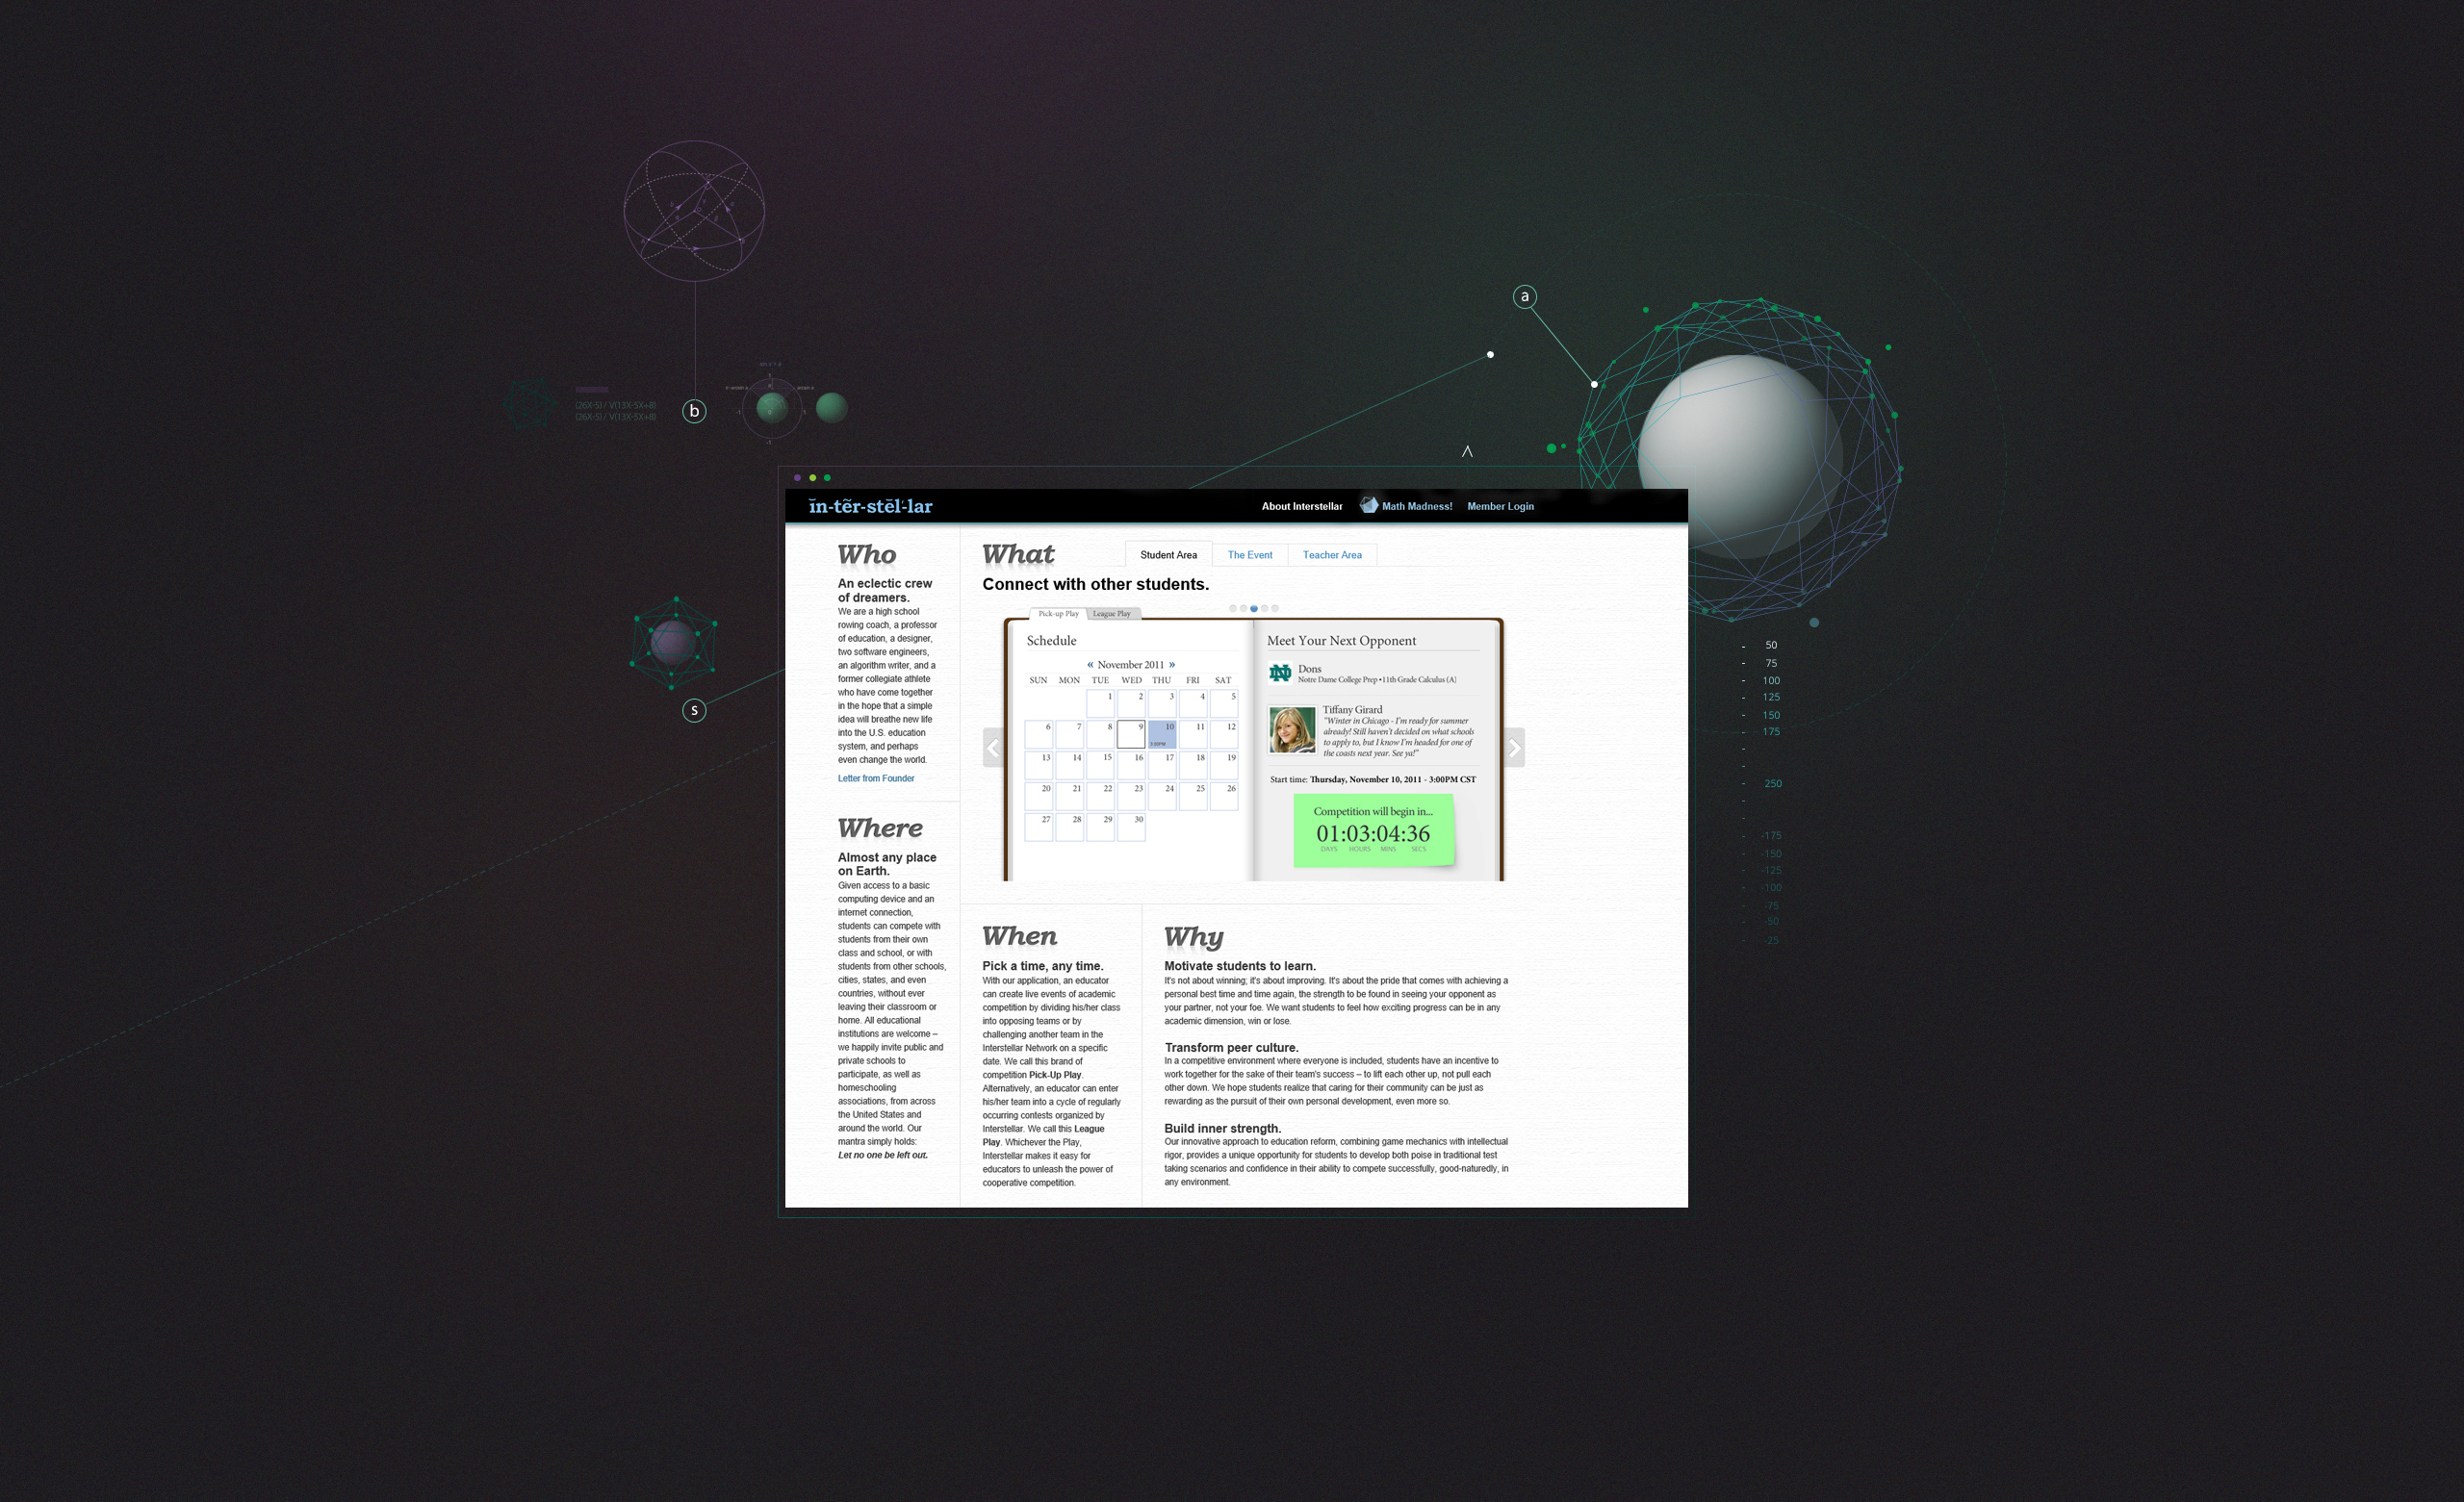 a
(26X-5) / V(13X-5X+8)
(26X-5) / V(13X-5X+8)
b
in-ter-stel-lar
About Interstellar
Math Madness!
Member Login
Who
An eclectic crew
of dreamers.
We are a high school
rowing coach, a professor
of education, a designer,
two software engineers,
an algorithm writer, and a
former collegiate athlete
who have come together
in the hope that a simple
idea will breathe new life
into the U.S. education
system, and perhaps
even change the world.
Letter from Founder
Where
Almost any place
on Earth.
Given access to a basic
computing device and an
internet connection,
students can compete with
students from their own
class and school, or with
students from other schools,
cities, states, and even
countries, without ever
leaving their classroom or
home. All educational
institutions are welcome –
we happily invite public and
private schools to
participate, as well as
homeschooling
associations, from across
the United States and
around the world. Our
mantra simply holds:
Let no one be left out.
What
Student Area
The Event
Teacher Area
Connect with other students.
Pick-up Play
League Play
Schedule
« November 2011 »
SUN MON TUE WED THU FRI SAT
1 2 3 4 5
6 7 8 9 10 11 12
3:00PM
13 14 15 16 17 18 19
20 21 22 23 24 25 26
27 28 29 30
Meet Your Next Opponent
ND
Dons
Notre Dame College Prep • 11th Grade Calculus (A)
Tiffany Girard
"Winter in Chicago - I'm ready for summer
already! Still haven't decided on what schools
to apply to, but I know I'm headed for one of
the coasts next year. See ya!"
Start time: Thursday, November 10, 2011 - 3:00PM CST
Competition will begin in...
01:03:04:36
DAYS HOURS MINS SECS
When
Pick a time, any time.
With our application, an educator
can create live events of academic
competition by dividing his/her class
into opposing teams or by
challenging another team in the
Interstellar Network on a specific
date. We call this brand of
competition Pick-Up Play.
Alternatively, an educator can enter
his/her team into a cycle of regularly
occurring contests organized by
Interstellar. We call this League
Play. Whichever the Play,
Interstellar makes it easy for
educators to unleash the power of
cooperative competition.
Why
Motivate students to learn.
It's not about winning; it's about improving. It's about the pride that comes with achieving a
personal best time and time again, the strength to be found in seeing your opponent as
your partner, not your foe. We want students to feel how exciting progress can be in any
academic dimension, win or lose.
Transform peer culture.
In a competitive environment where everyone is included, students have an incentive to
work together for the sake of their team's success – to lift each other up, not pull each
other down. We hope students realize that caring for their community can be just as
rewarding as the pursuit of their own personal development, even more so.
Build inner strength.
Our innovative approach to education reform, combining game mechanics with intellectual
rigor, provides a unique opportunity for students to develop both poise in traditional test
taking scenarios and confidence in their ability to compete successfully, good-naturedly, in
any environment.
s
50
75
100
125
150
175
250
-175
-150
-125
-100
-75
-50
-25